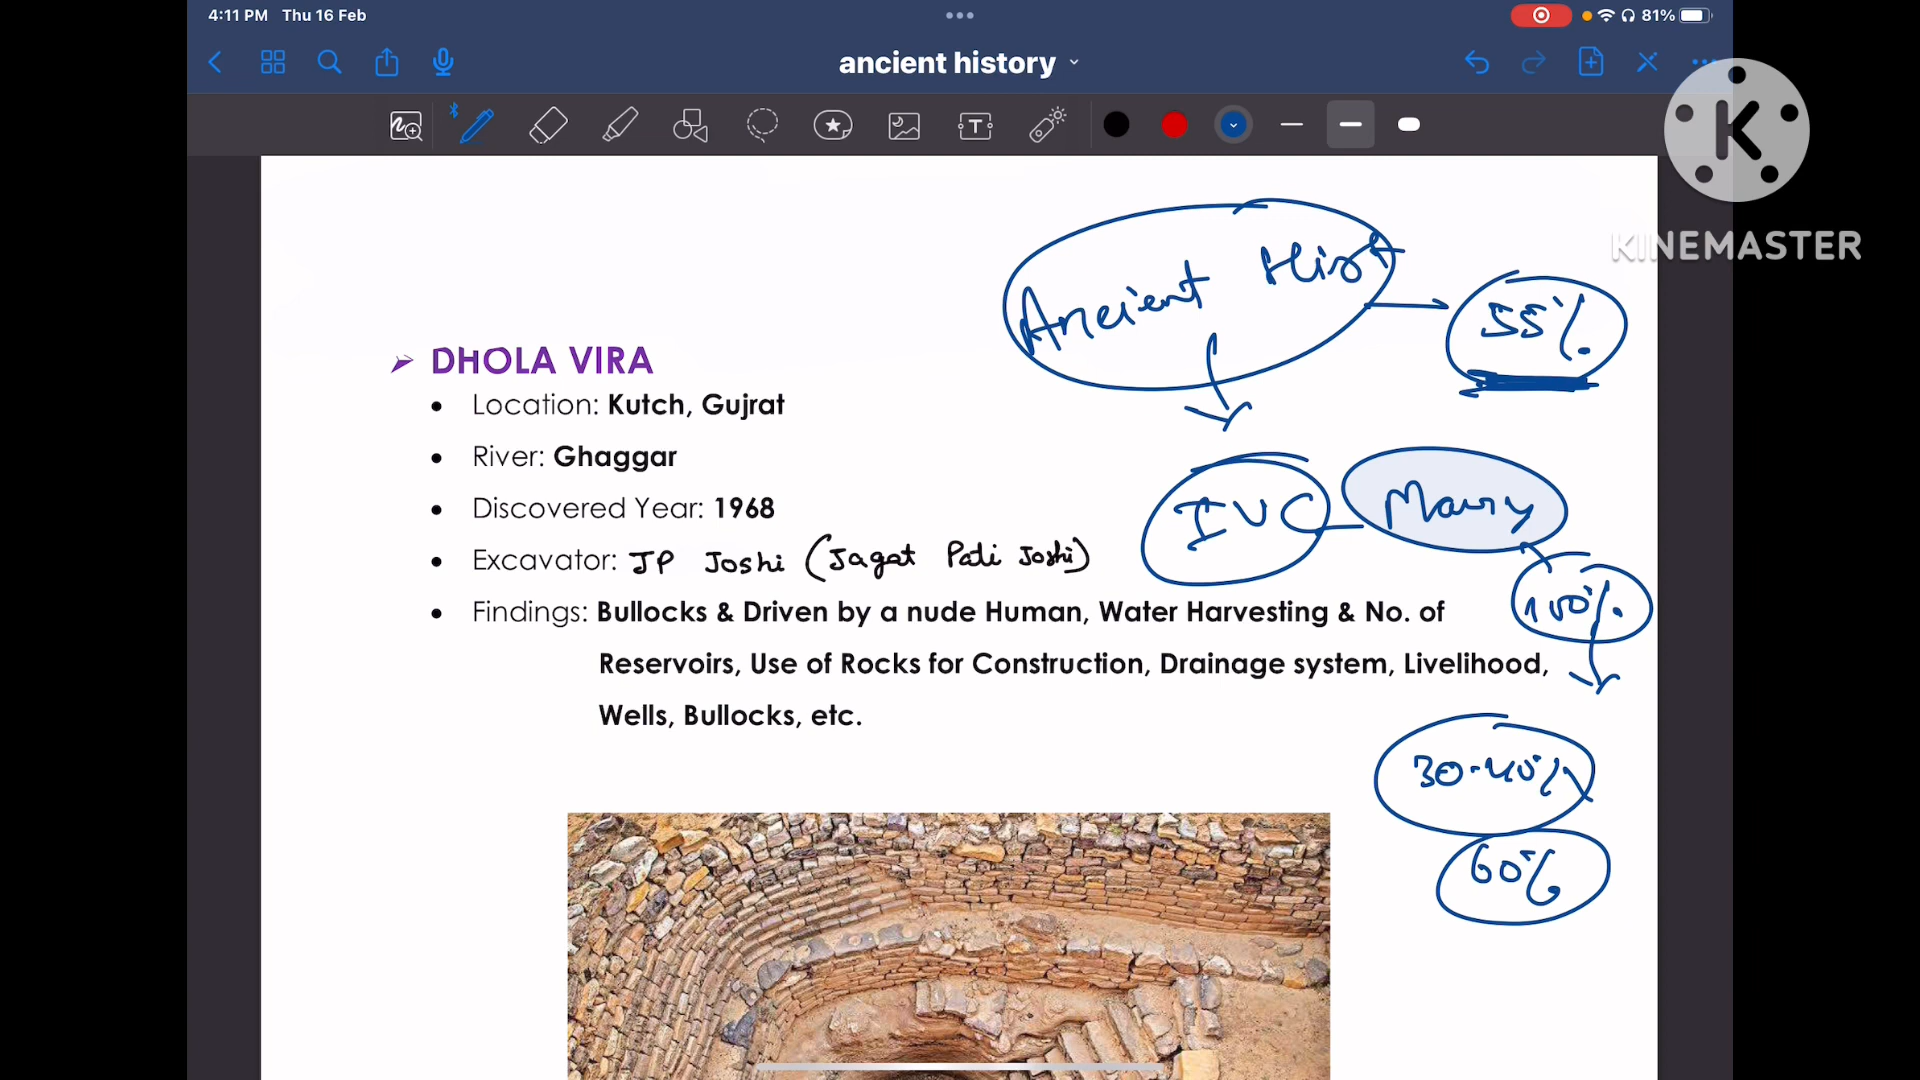 4:11 PM Thu 16 Feb
81%
ancient history
T
K
KINEMASTER
Ancient Hist
55%.
DHOLA VIRA
Location: Kutch, Gujrat
River: Ghaggar
IVC
Discovered Year: 1968
Excavator: JP Joshi (Jagat Pati Joshi)
100%.
Findings: Bullocks & Driven by a nude Human, Water Harvesting & No. of
Reservoirs, Use of Rocks for Construction, Drainage system, Livelihood,
Wells, Bullocks, etc.
30-40%
60%